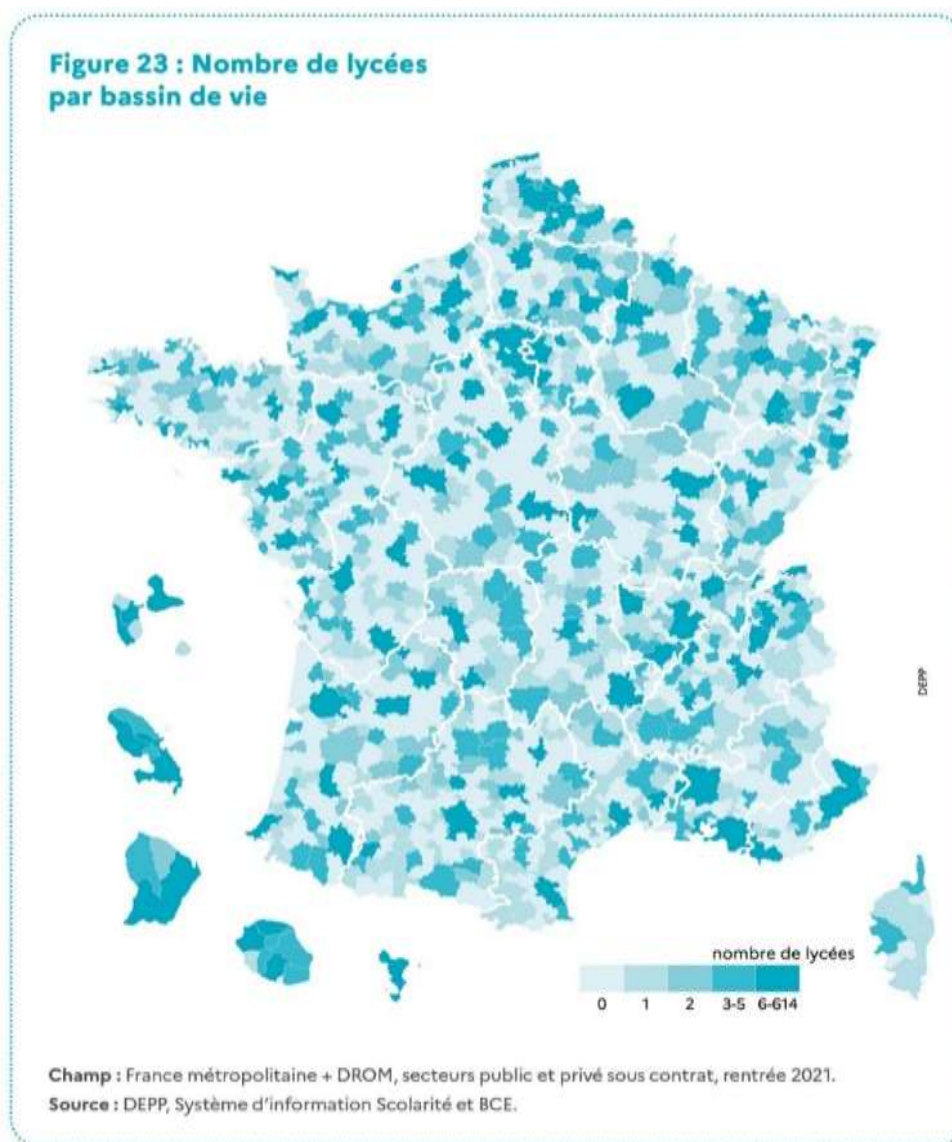 Figure 23 : Nombre de lycées
par bassin de vie
DEPP
nombre de lycées
0 1 2 3-5 6-614
Champ : France métropolitaine + DROM, secteurs public et privé sous contrat, rentrée 2021.
Source : DEPP, Système d'information Scolarité et BCE.